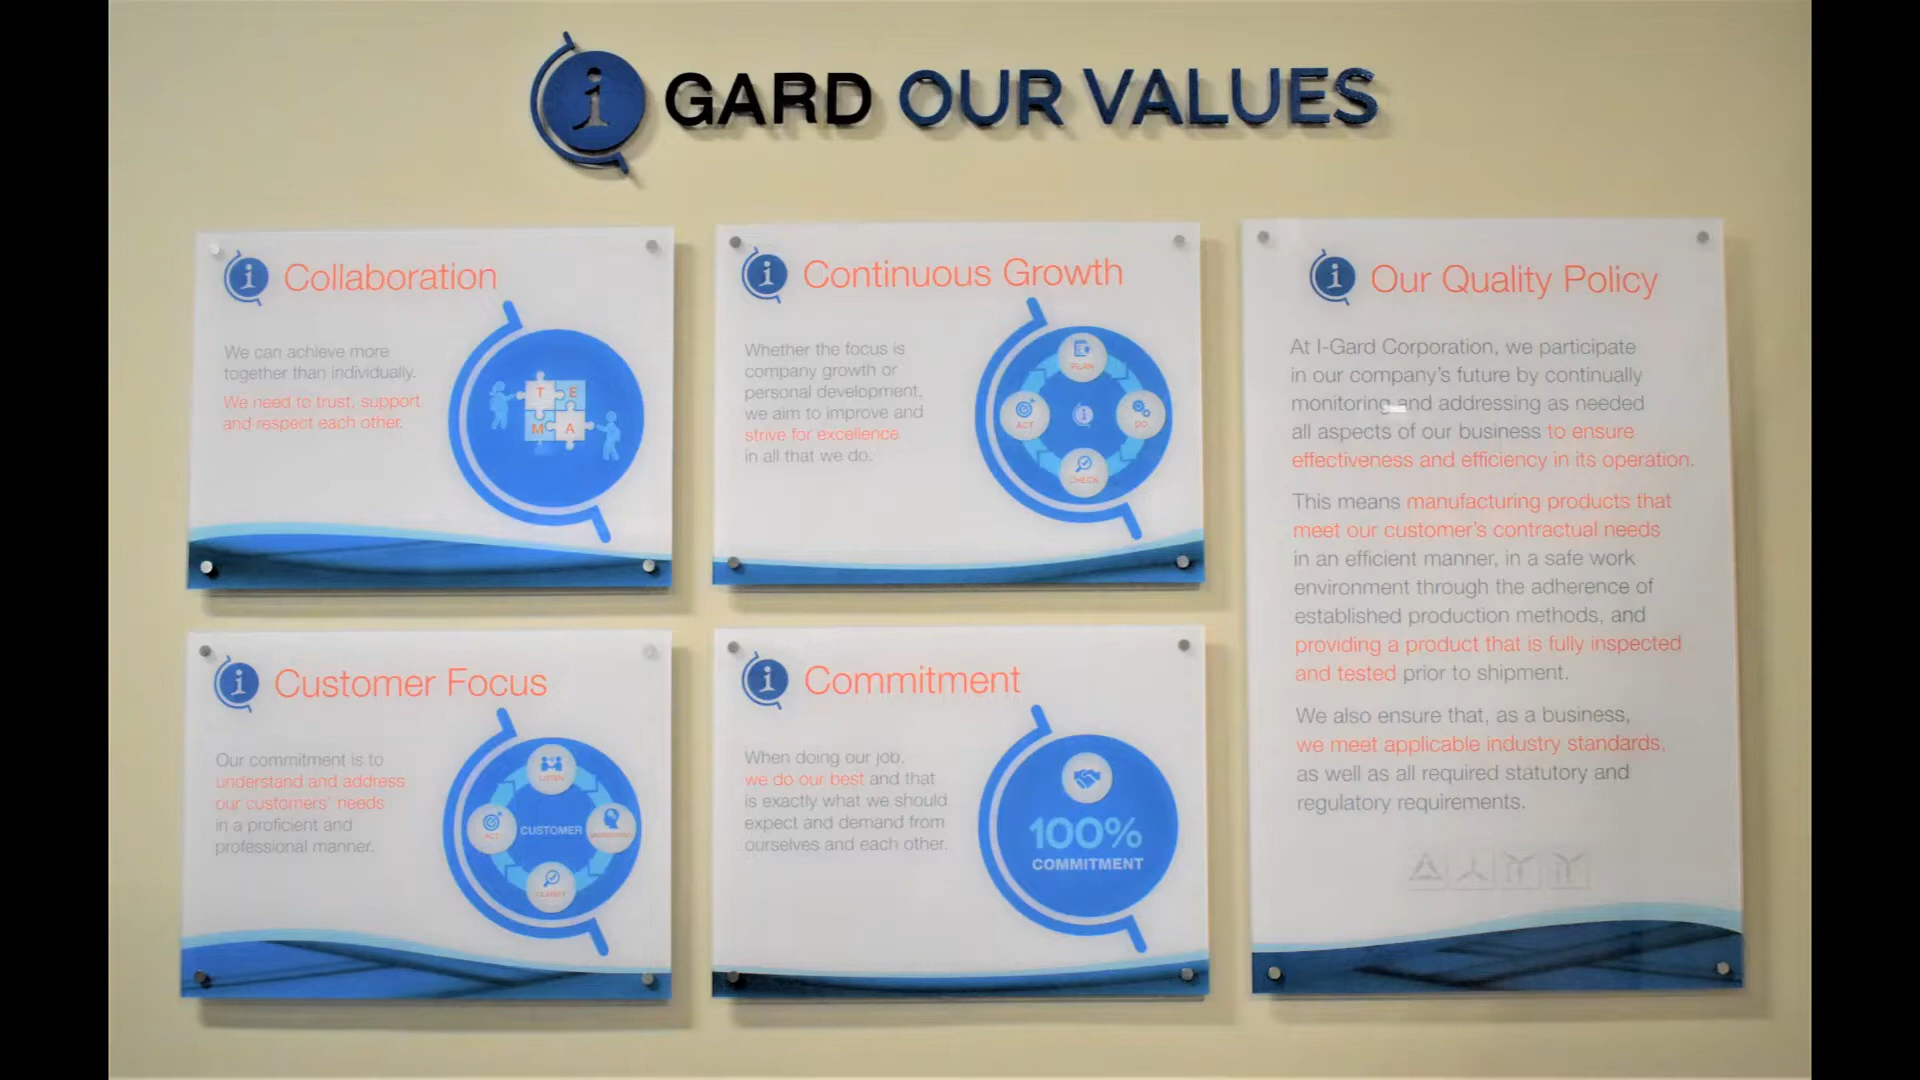 i GARD OUR VALUES
i Collaboration
We can achieve more
together than individually.
We need to trust, support
and respect each other.
T E
M A
i Continuous Growth
Whether the focus is
company growth or
personal development,
we aim to improve and
strive for excellence
in all that we do.
PLAN
ACT i DO
CHECK
i Customer Focus
Our commitment is to
understand and address
our customers' needs
in a proficient and
professional manner.
LISTEN
ACT CUSTOMER
CLARIFY
i Commitment
When doing our job,
we do our best and that
is exactly what we should
expect and demand from
ourselves and each other.
100%
COMMITMENT
i Our Quality Policy
At I-Gard Corporation, we participate
in our company's future by continually
monitoring and addressing as needed
all aspects of our business to ensure
effectiveness and efficiency in its operation.
This means manufacturing products that
meet our customer's contractual needs
in an efficient manner, in a safe work
environment through the adherence of
established production methods, and
providing a product that is fully inspected
and tested prior to shipment.
We also ensure that, as a business,
we meet applicable industry standards,
as well as all required statutory and
regulatory requirements.